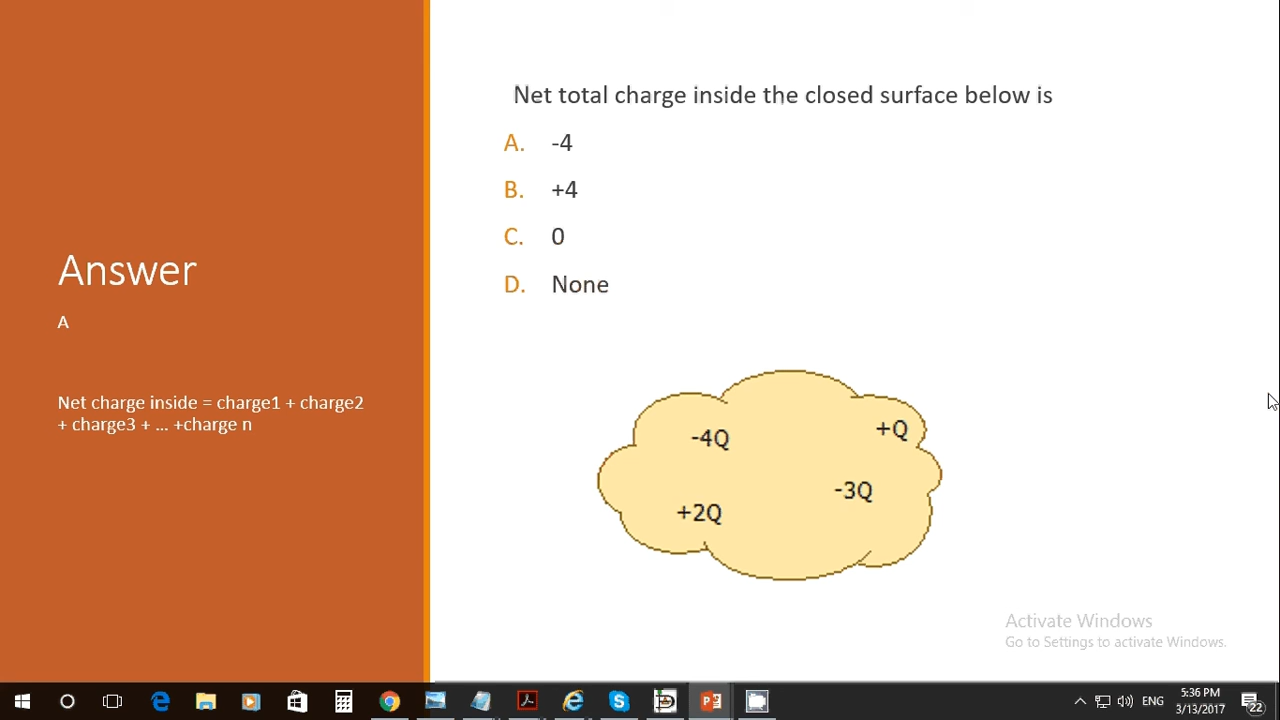 Answer
A
Net charge inside = charge1 + charge2
+ charge3 + ... +charge n
Net total charge inside the closed surface below is
A. -4
B. +4
C. 0
D. None
-4Q
+Q
-3Q
+2Q
Activate Windows
Go to Settings to activate Windows.
ENG
5:36 PM
3/13/2017
22